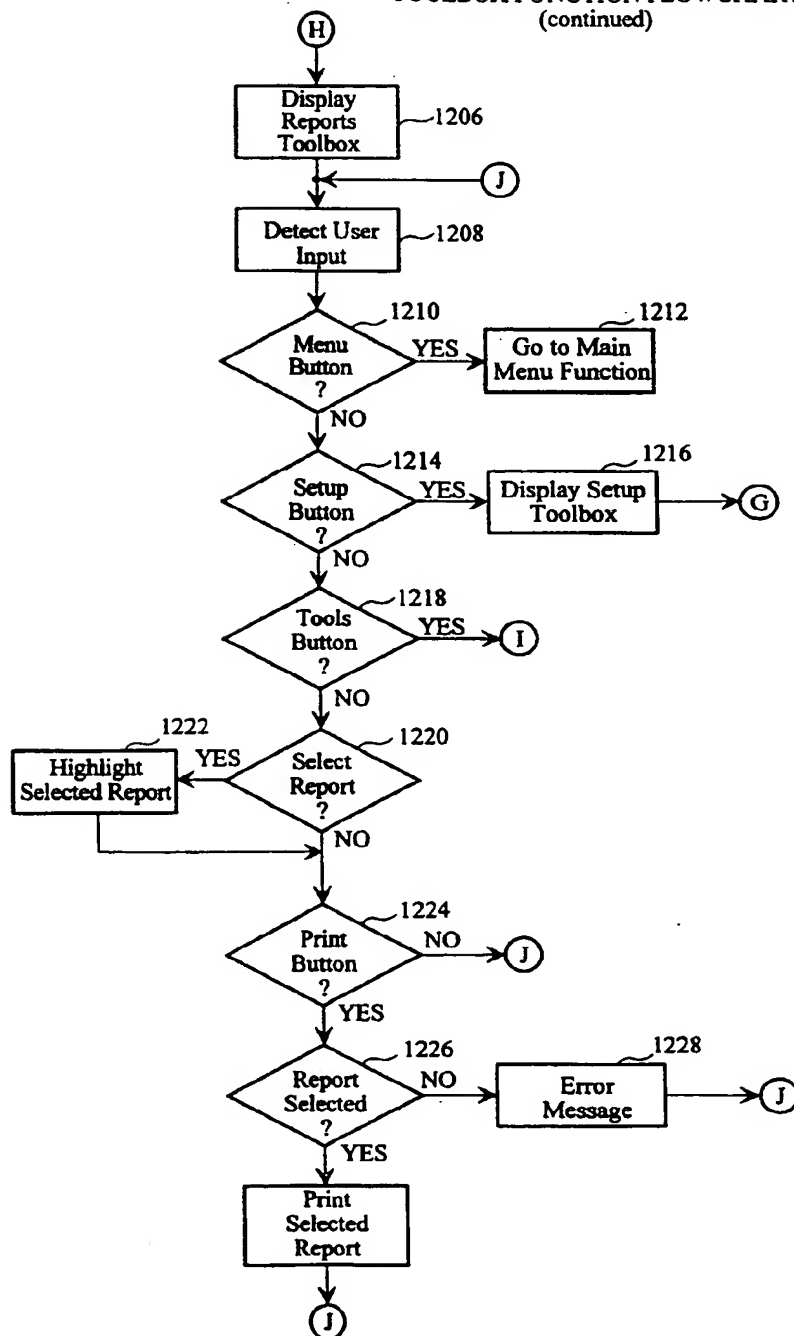 (continued)
H
Display
Reports
Toolbox
1206
J
Detect User
Input
1208
1210
Menu
Button
?
YES
1212
Go to Main
Menu Function
NO
1214
Setup
Button
?
YES
1216
Display Setup
Toolbox
G
NO
1218
Tools
Button
?
YES
I
NO
1222
Highlight
Selected Report
YES
1220
Select
Report
?
NO
1224
Print
Button
?
NO
J
YES
1226
Report
Selected
?
NO
1228
Error
Message
J
YES
Print
Selected
Report
J